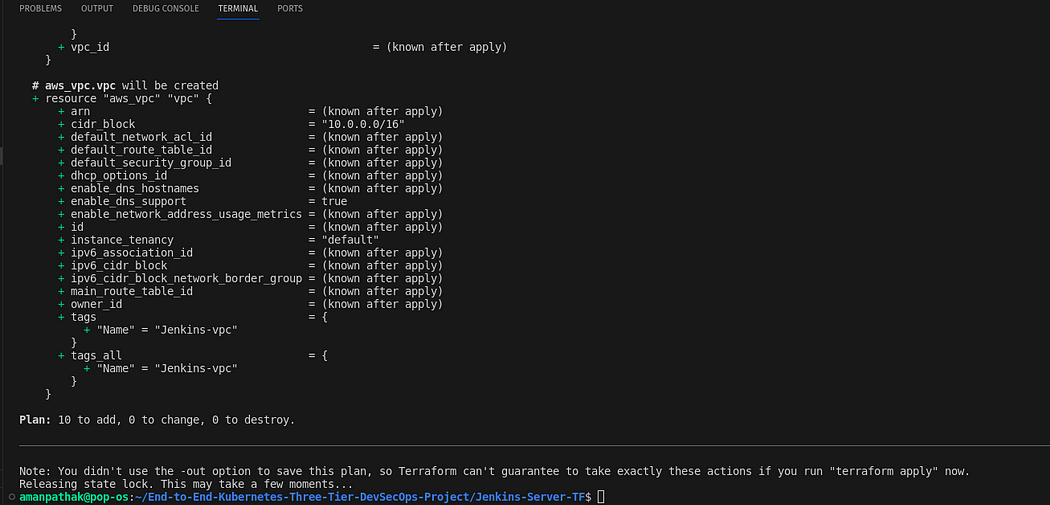 PROBLEMS OUTPUT DEBUG CONSOLE TERMINAL PORTS
}
+ vpc_id = (known after apply)
}
# aws_vpc.vpc will be created
+ resource "aws_vpc" "vpc" {
+ arn = (known after apply)
+ cidr_block = "10.0.0.0/16"
+ default_network_acl_id = (known after apply)
+ default_route_table_id = (known after apply)
+ default_security_group_id = (known after apply)
+ dhcp_options_id = (known after apply)
+ enable_dns_hostnames = (known after apply)
+ enable_dns_support = true
+ enable_network_address_usage_metrics = (known after apply)
+ id = (known after apply)
+ instance_tenancy = "default"
+ ipv6_association_id = (known after apply)
+ ipv6_cidr_block = (known after apply)
+ ipv6_cidr_block_network_border_group = (known after apply)
+ main_route_table_id = (known after apply)
+ owner_id = (known after apply)
+ tags = {
+ "Name" = "Jenkins-vpc"
}
+ tags_all = {
+ "Name" = "Jenkins-vpc"
}
}
Plan: 10 to add, 0 to change, 0 to destroy.
Note: You didn't use the -out option to save this plan, so Terraform can't guarantee to take exactly these actions if you run "terraform apply" now.
Releasing state lock. This may take a few moments...
amanpathak@pop-os:~/End-to-End-Kubernetes-Three-Tier-DevSecOps-Project/Jenkins-Server-TF$